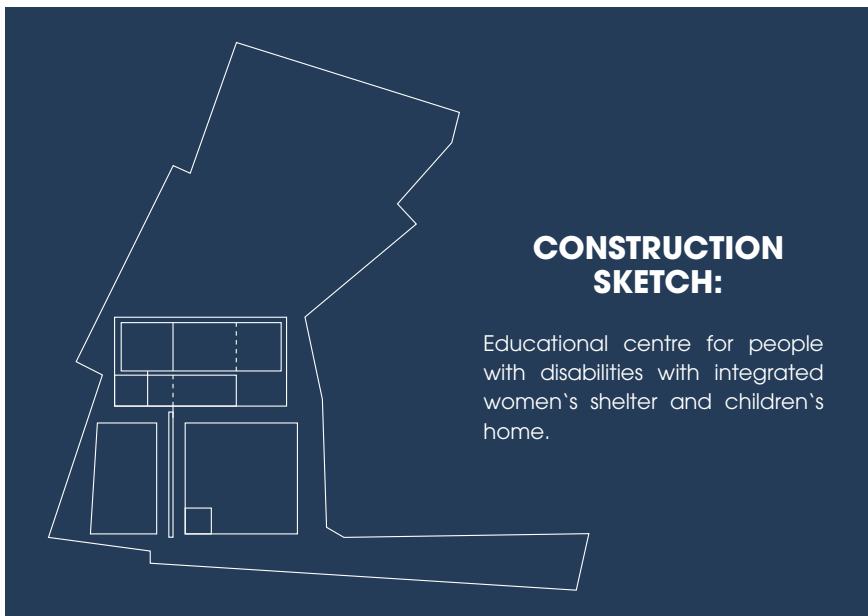 CONSTRUCTION
SKETCH:
Educational centre for people
with disabilities with integrated
women`s shelter and children`s
home.